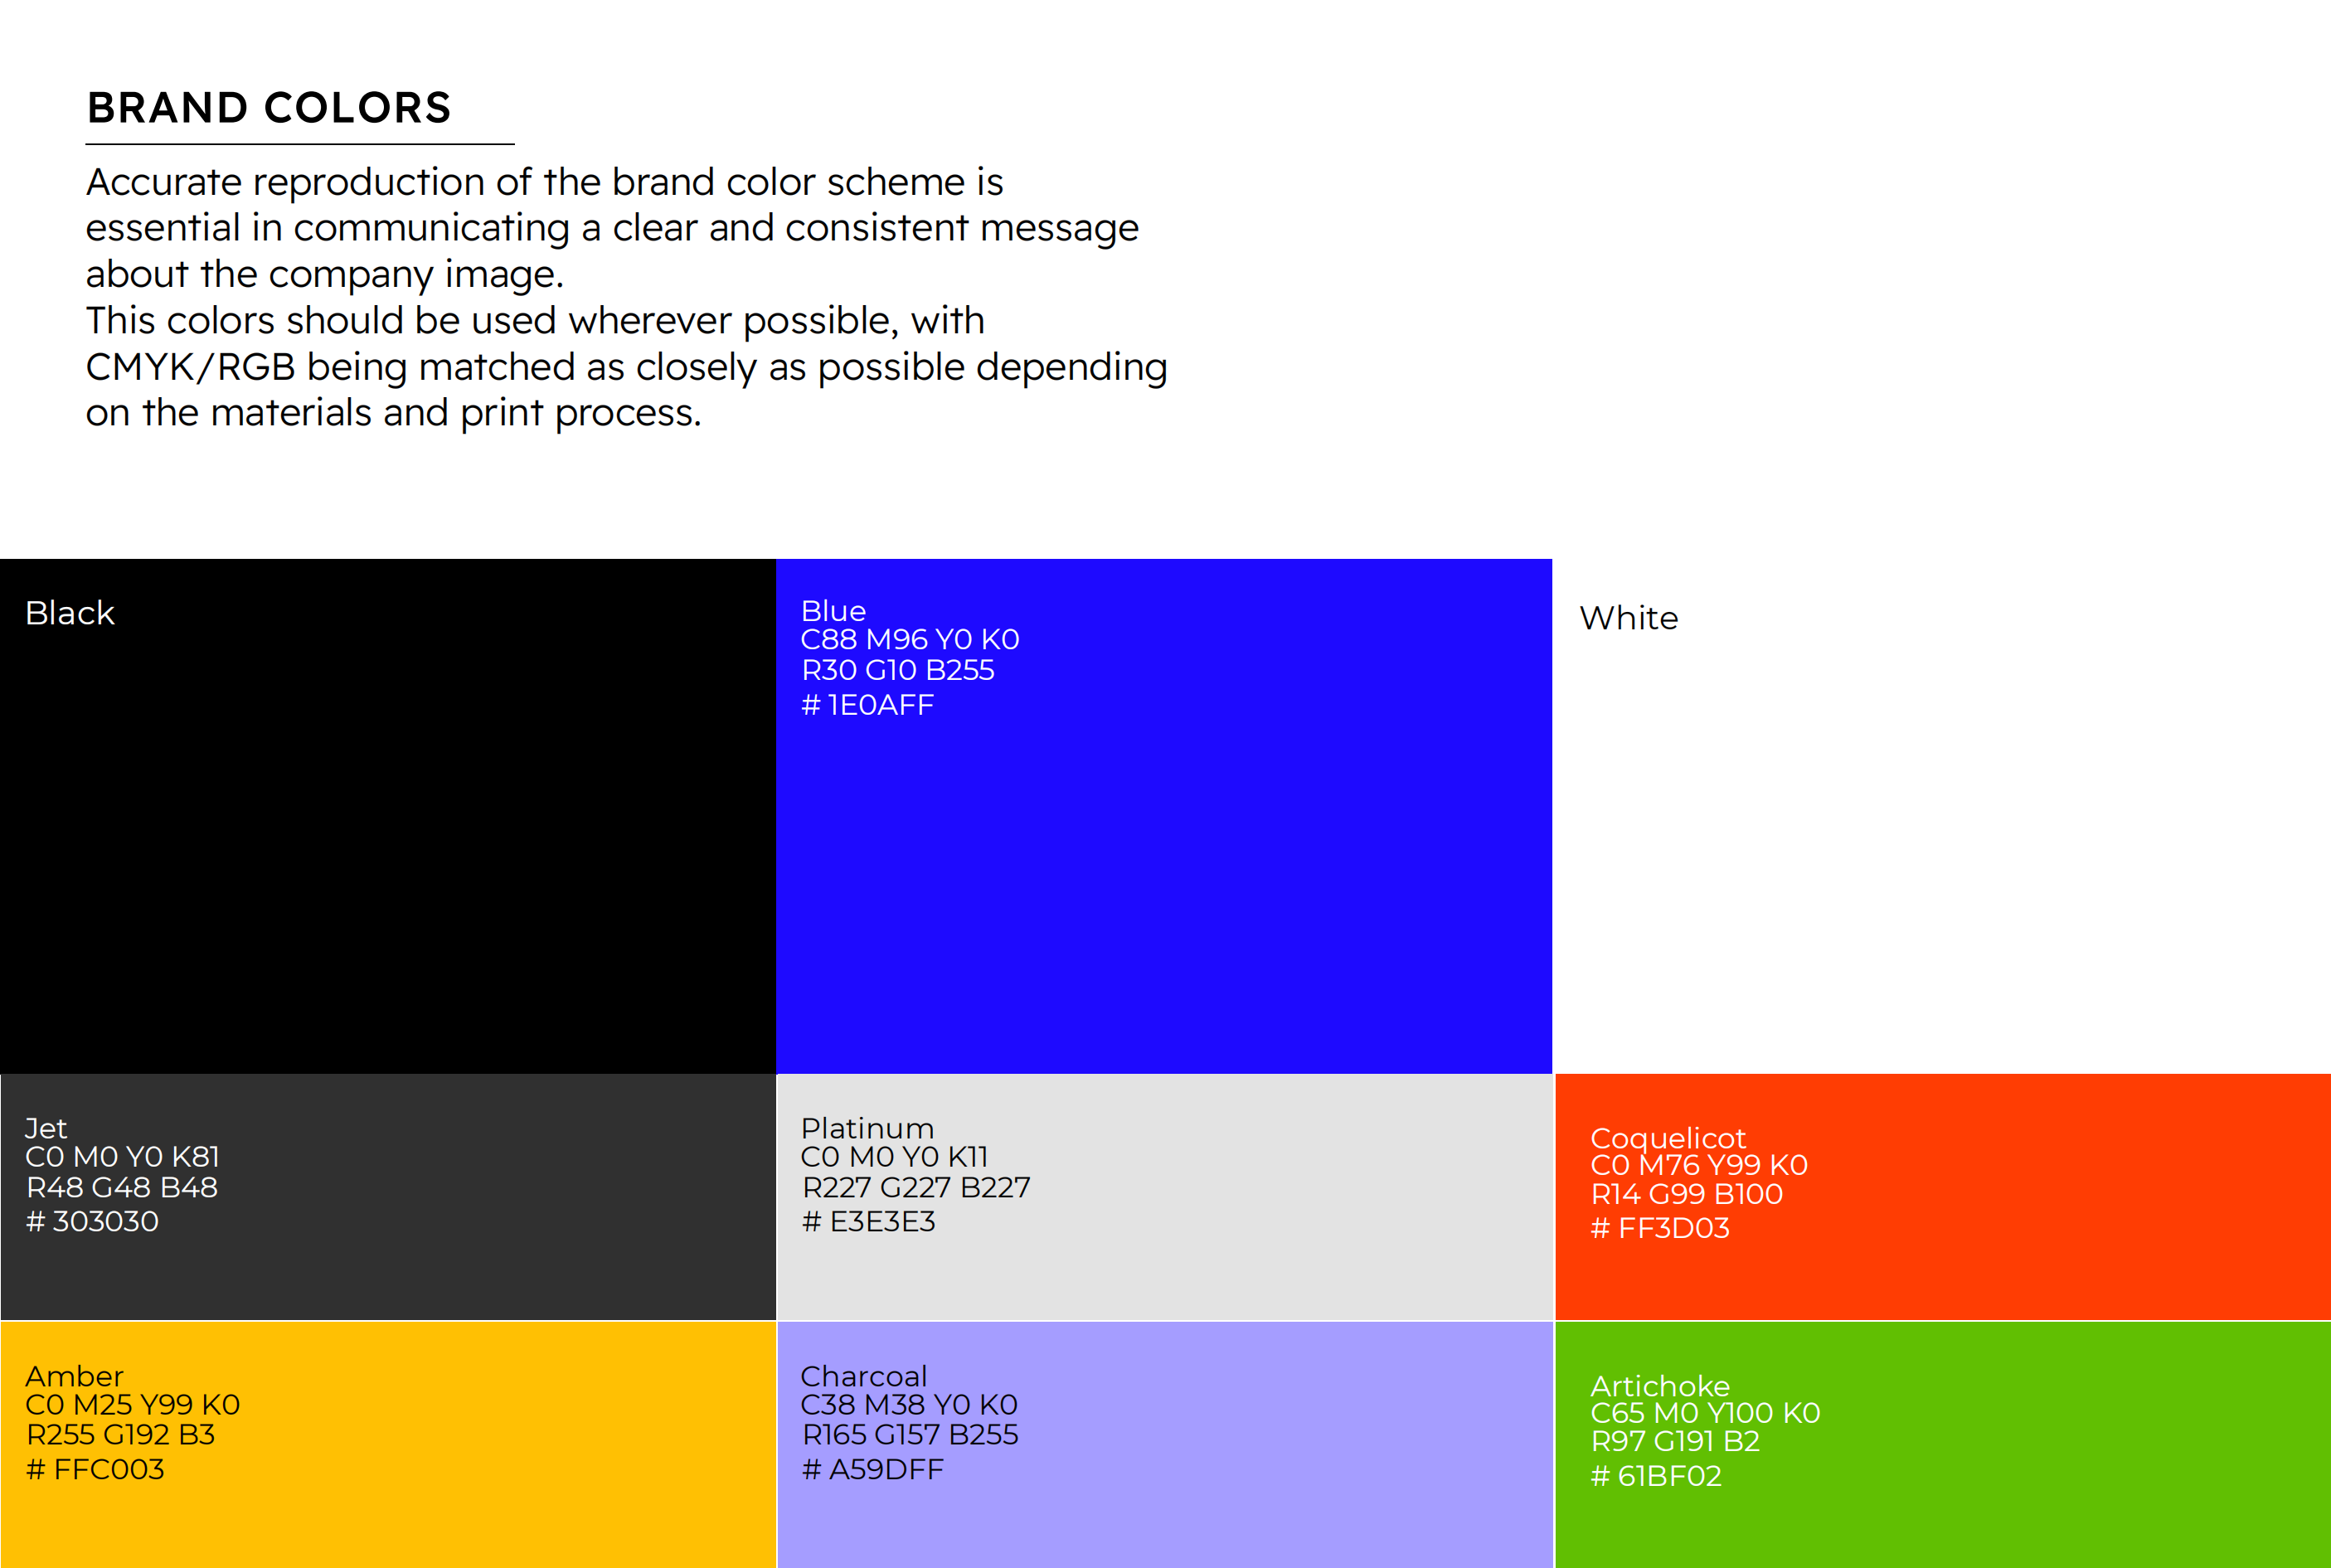 BRAND COLORS
Accurate reproduction of the brand color scheme is
essential in communicating a clear and consistent message
about the company image.
This colors should be used wherever possible, with
CMYK/RGB being matched as closely as possible depending
on the materials and print process.
Black
Blue
C88 M96 Y0 K0
R30 G10 B255
# 1E0AFF
White
Jet
C0 M0 Y0 K81
R48 G48 B48
# 303030
Platinum
C0 M0 Y0 K11
R227 G227 B227
# E3E3E3
Coquelicot
C0 M76 Y99 K0
R14 G99 B100
# FF3D03
Amber
C0 M25 Y99 K0
R255 G192 B3
# FFC003
Charcoal
C38 M38 Y0 K0
R165 G157 B255
# A59DFF
Artichoke
C65 M0 Y100 K0
R97 G191 B2
# 61BF02